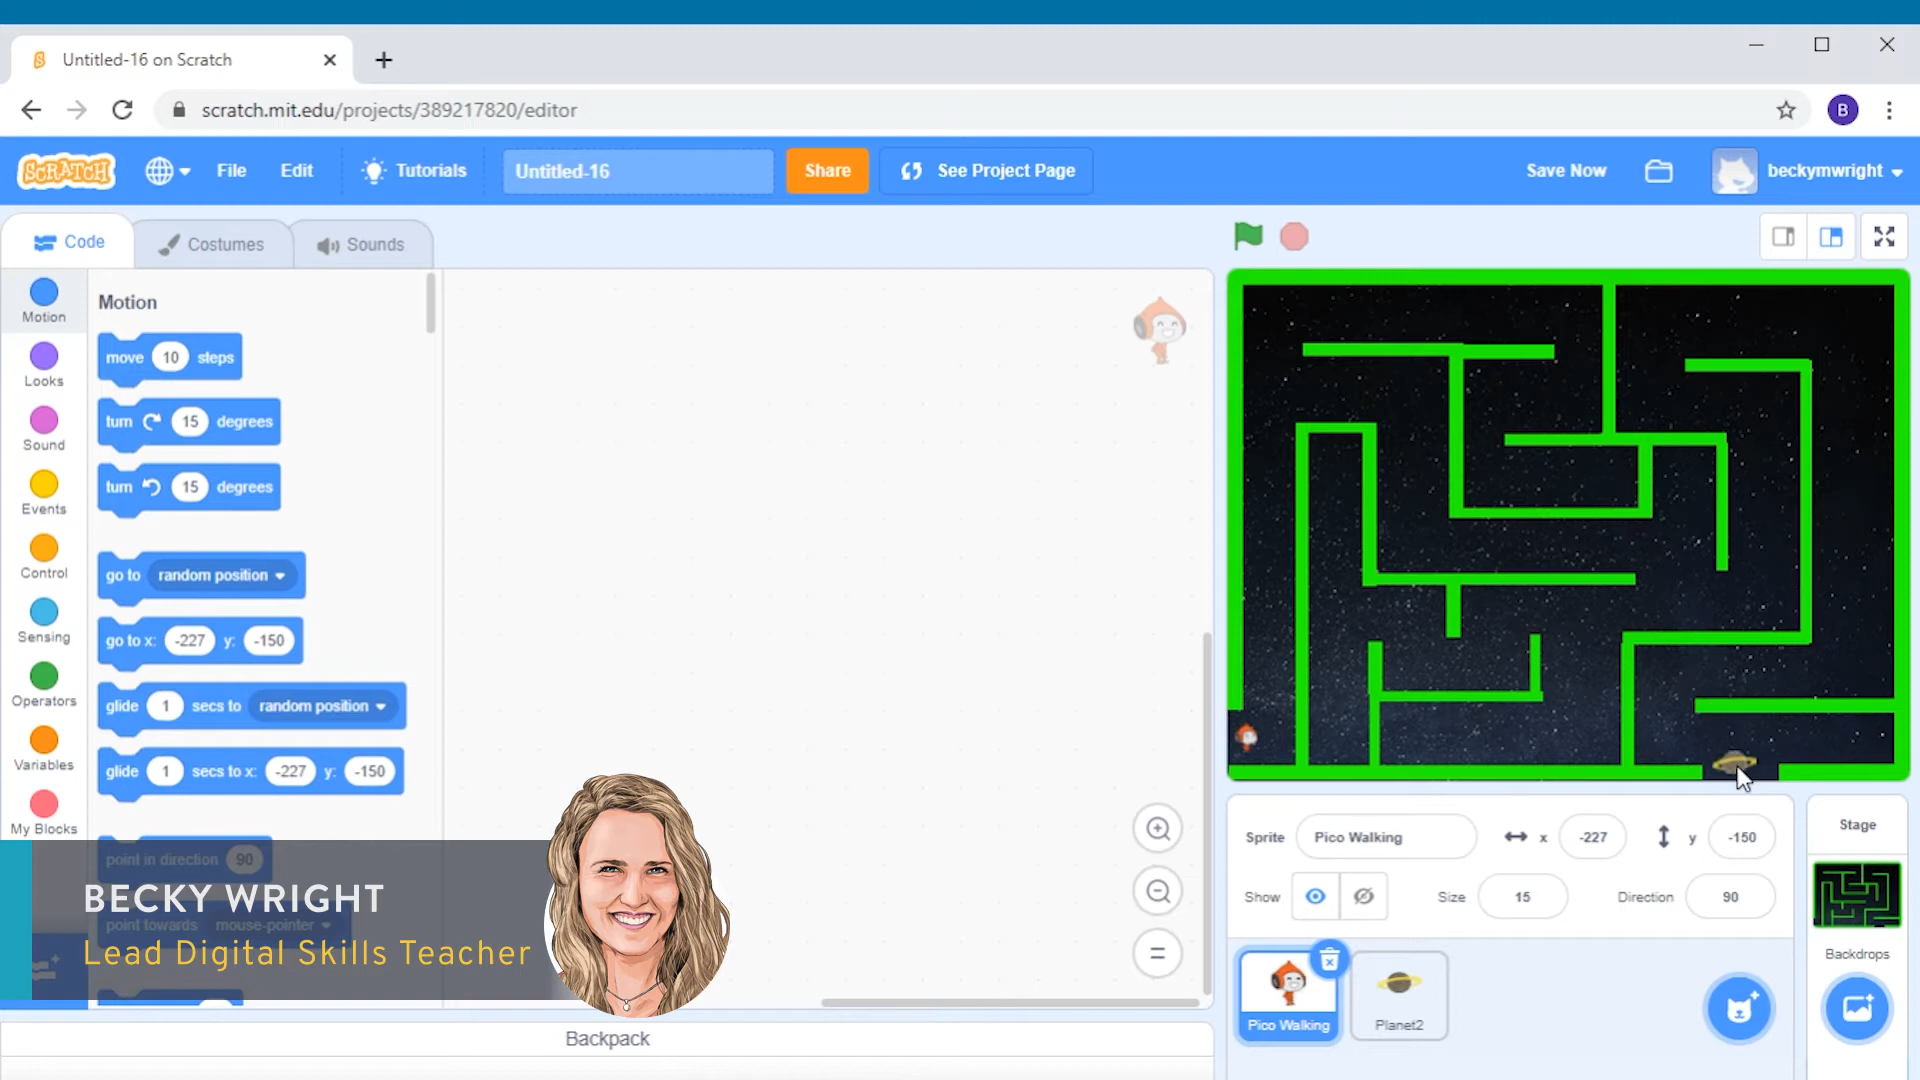 Untitled-16 on Scratch
scratch.mit.edu/projects/389217820/editor
B
SCRATCH
File
Edit
Tutorials
Untitled-16
Share
See Project Page
Save Now
beckymwright
Code
Costumes
Sounds
Motion
Looks
Sound
Events
Control
Sensing
Operators
Variables
My Blocks
Motion
move 10 steps
turn 15 degrees
turn 15 degrees
go to random position
go to x: -227 y: -150
glide 1 secs to random position
glide 1 secs to x: -227 y: -150
point in direction 90
point towards mouse-pointer
BECKY WRIGHT
Lead Digital Skills Teacher
Backpack
Sprite Pico Walking x -227 y -150
Show Size 15 Direction 90
Pico Walking
Planet2
Stage
Backdrops